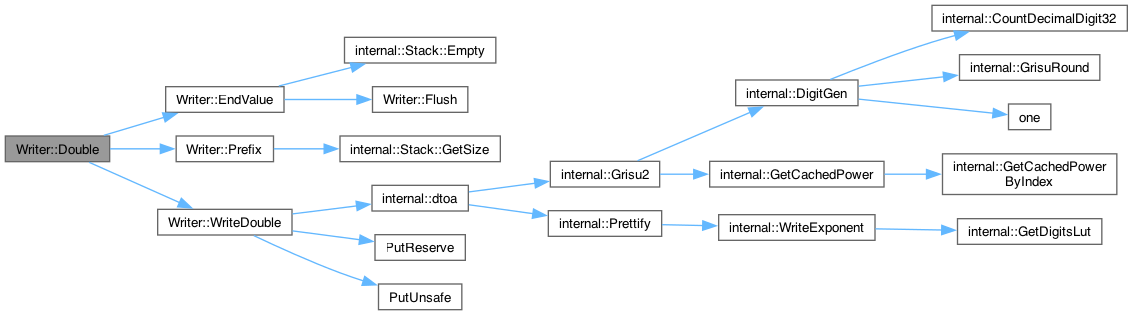 Writer::Double
Writer::EndValue
internal::Stack::Empty
Writer::Flush
Writer::Prefix
internal::Stack::GetSize
Writer::WriteDouble
internal::dtoa
internal::Grisu2
internal::DigitGen
internal::CountDecimalDigit32
internal::GrisuRound
one
internal::GetCachedPower
internal::GetCachedPower
ByIndex
internal::Prettify
internal::WriteExponent
internal::GetDigitsLut
PutReserve
PutUnsafe